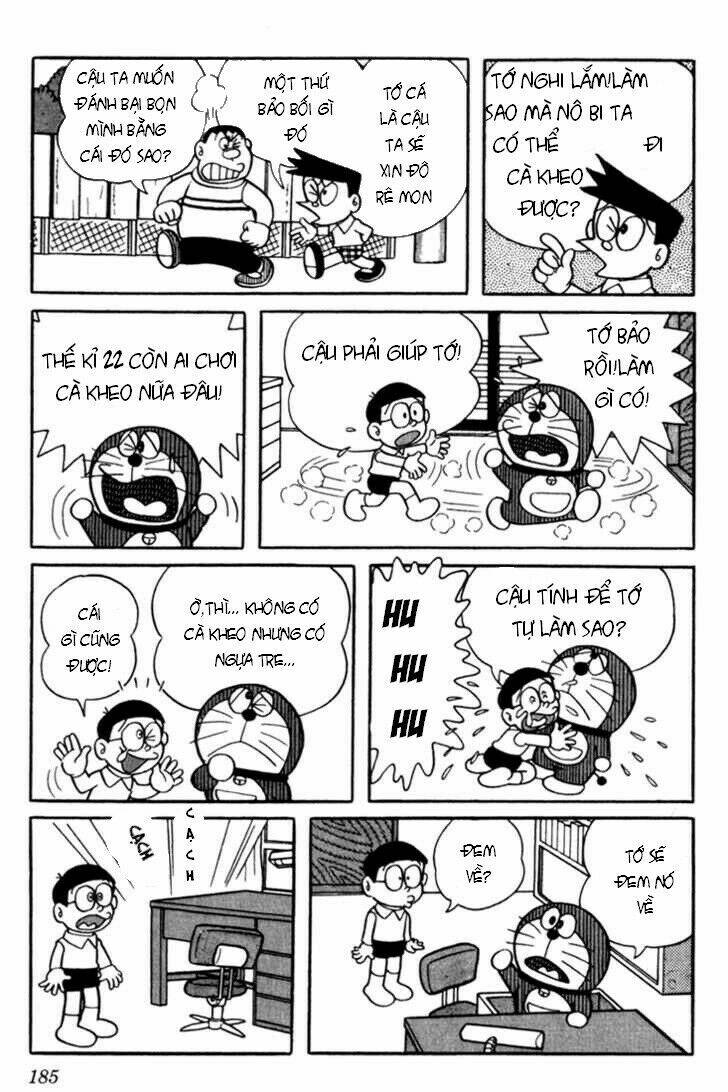 TỚ NGHI LẮM!LÀM
SAO MÀ NÔ BI TA
CÓ THỂ ĐI
CÀ KHEO
ĐƯỢC?
TỚ CÁ
LÀ CẬU
TA SẼ
XIN ĐÔ
RÊ MON
MỘT THỨ
BẢO BỐI GÌ
ĐÓ
CẬU TA MUỐN
ĐÁNH BẠI BỌN
MÌNH BẰNG
CÁI ĐÓ SAO?
TỚ BẢO
RỒI!LÀM
GÌ CÓ!
CẬU PHẢI GIÚP TỚ!
THẾ KỈ 22 CÒN AI CHƠI
CÀ KHEO NỮA ĐÂU!
CẬU TÍNH ĐỂ TỚ
TỰ LÀM SAO?
HU
HU
HU
Ờ,THÌ... KHÔNG CÓ
CÀ KHEO NHƯNG CÓ
NGỰA TRE...
CÁI
GÌ CŨNG
ĐƯỢC!
TỚ SẼ
ĐEM NÓ
VỀ
ĐEM
VỀ?
CẠCH
CẠCH
185